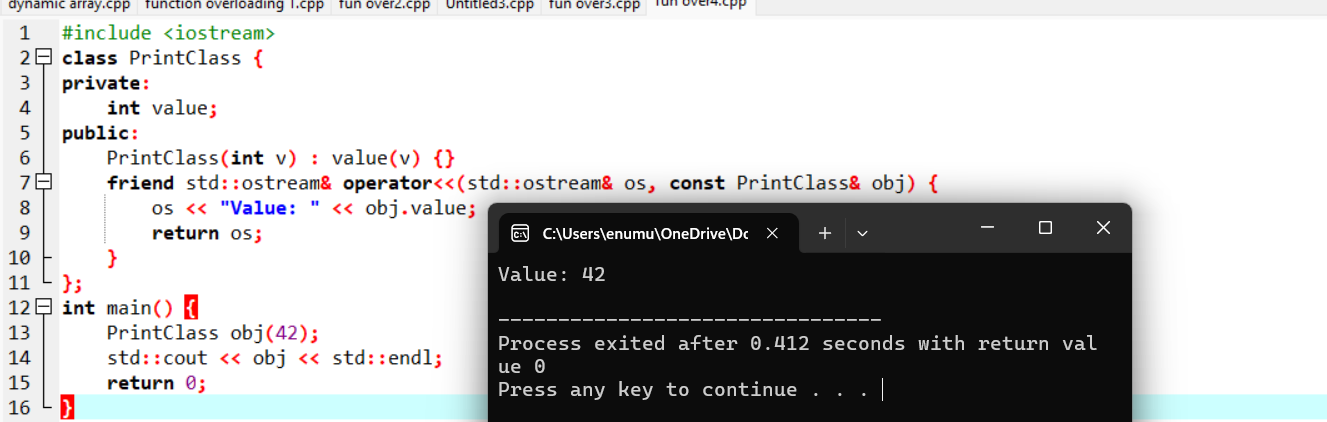 dynamic array.cpp function overloading 1.cpp fun over2.cpp Untitled3.cpp fun over3.cpp fun over4.cpp
1 #include <iostream>
2 class PrintClass {
3 private:
4 int value;
5 public:
6 PrintClass(int v) : value(v) {}
7 friend std::ostream& operator<<(std::ostream& os, const PrintClass& obj) {
8 os << "Value: " << obj.value;
9 return os;
10 }
11 };
12 int main() {
13 PrintClass obj(42);
14 std::cout << obj << std::endl;
15 return 0;
16 }
C:\Users\enumu\OneDrive\Dc
Value: 42
--------------------------------
Process exited after 0.412 seconds with return val
ue 0
Press any key to continue . . .